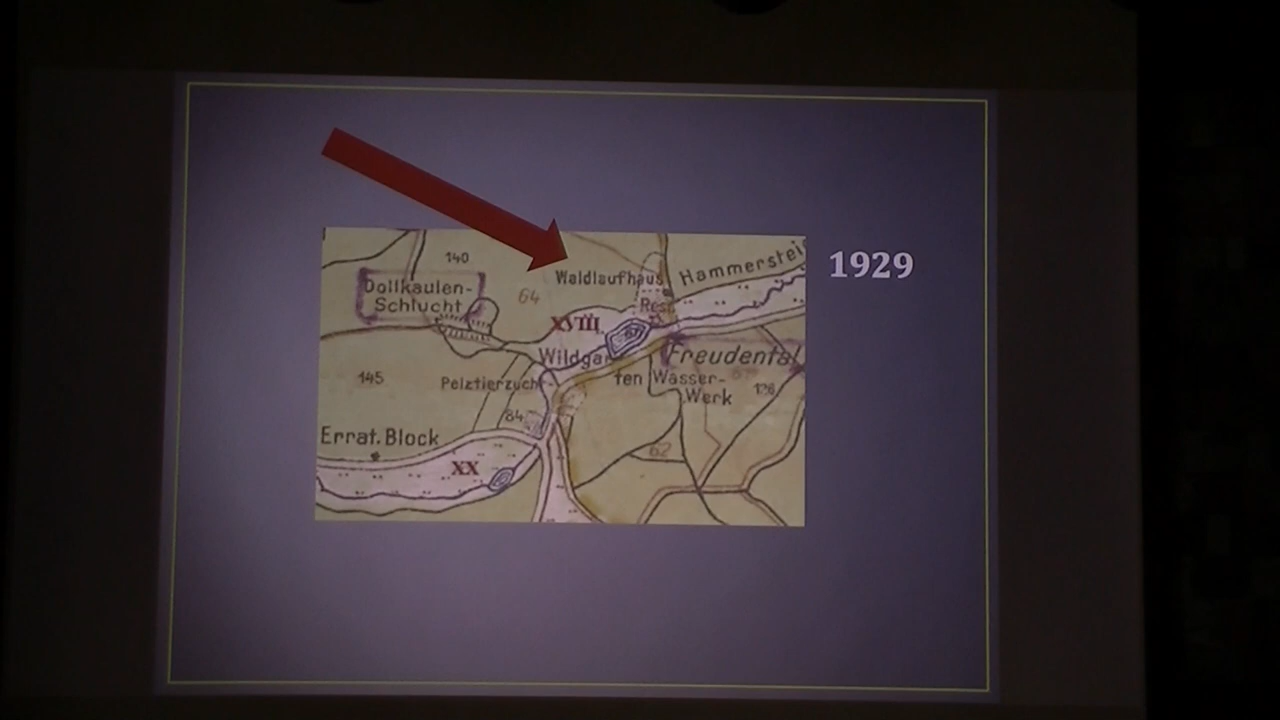 1929
140
Waldlaufhaus
Hammerstei
Dollkaulen-
Schlucht
64
Rest.
XVIII
Wildgar
Freudental
145
Pelztierzucht
ten
Wasser-
Werk
126
84
Errat. Block
62
XX